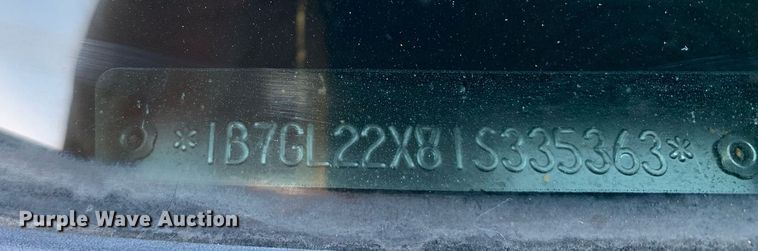 *1B7GL22X81S335363*
Purple Wave Auction